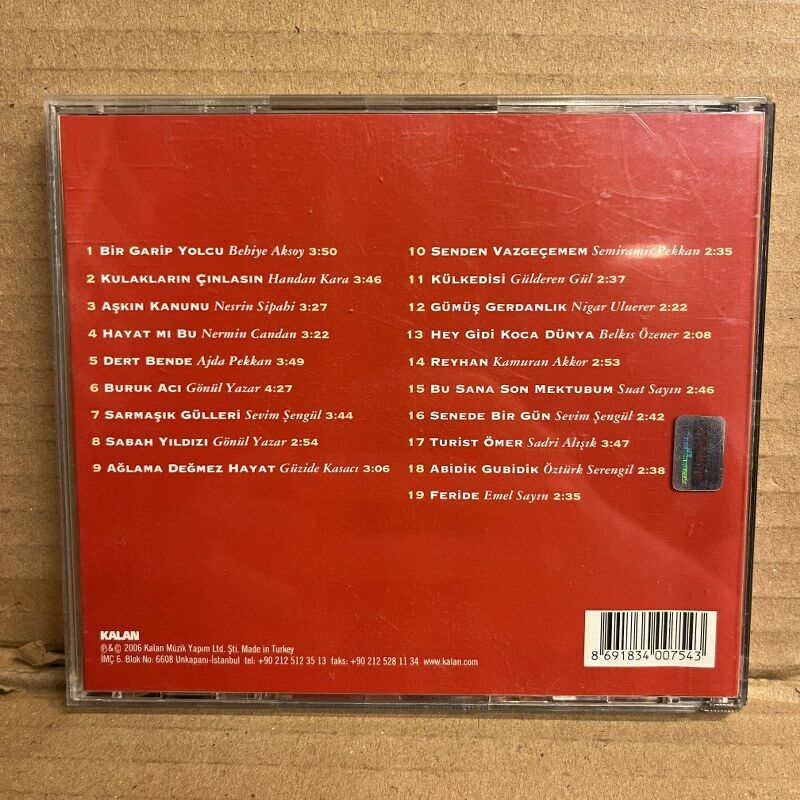 1 BİR GARİP YOLCU Behiye Aksoy 3:50
2 KULAKLARIN ÇINLASIN Handan Kara 3:46
3 AŞKIN KANUNU Nesrin Sipahi 3:27
4 HAYAT MI BU Nermin Candan 3:22
5 DERT BENDE Ajda Pekkan 3:49
6 BURUK ACI Gönül Yazar 4:27
7 SARMAŞIK GÜLLERİ Sevim Şengül 3:44
8 SABAH YILDIZI Gönül Yazar 2:54
9 AĞLAMA DEĞMEZ HAYAT Güzide Kasacı 3:06
10 SENDEN VAZGEÇEMEM Semiramis Pekkan 2:35
11 KÜLKEDİSİ Gülderen Gül 2:37
12 GÜMÜŞ GERDANLIK Nigar Uluerer 2:22
13 HEY GİDİ KOCA DÜNYA Belkıs Özener 2:08
14 REYHAN Kamuran Akkor 2:53
15 BU SANA SON MEKTUBUM Suat Sayın 2:46
16 SENEDE BİR GÜN Sevim Şengül 2:42
17 TURİST ÖMER Sadri Alışık 3:47
18 ABİDİK GUBİDİK Öztürk Serengil 2:38
19 FERİDE Emel Sayın 2:35
KALAN
℗&© 2006 Kalan Müzik Yapım Ltd. Şti. Made in Turkey
İMÇ 6. Blok No: 6608 Unkapanı-İstanbul tel: +90 212 512 35 13 faks: +90 212 528 11 34 www.kalan.com
8 691834 007543